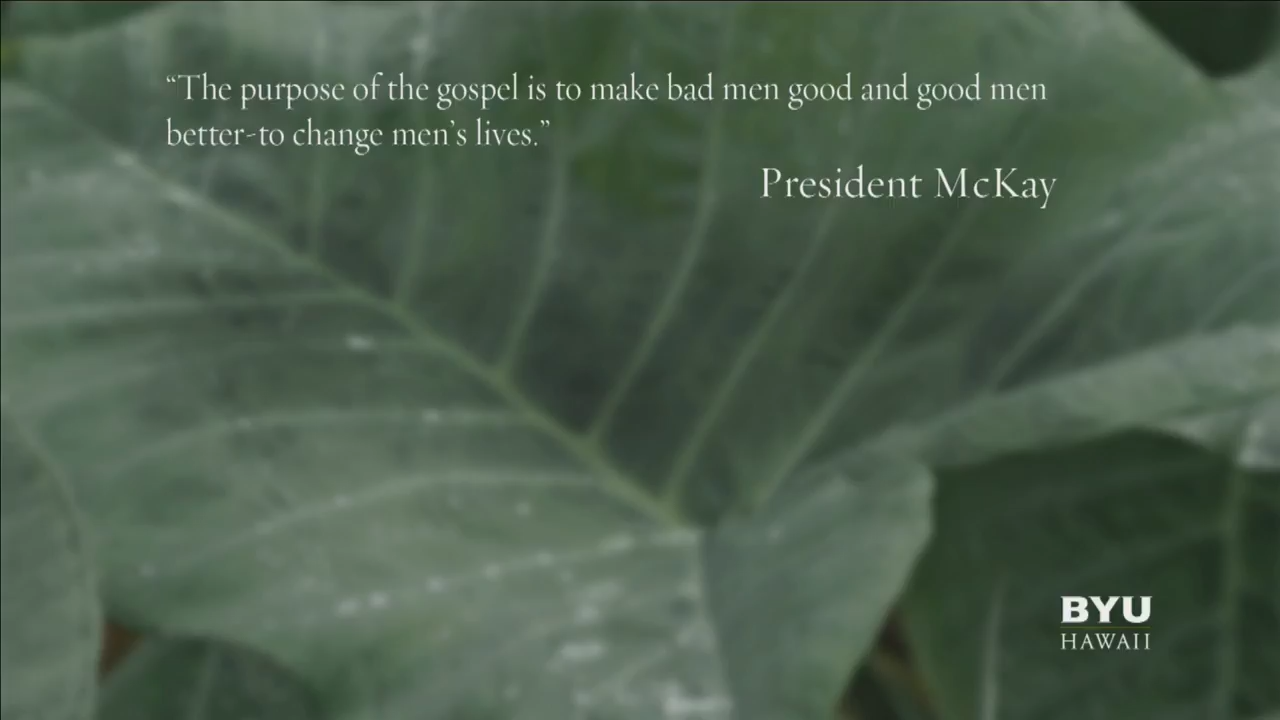 “The purpose of the gospel is to make bad men good and good men
better-to change men’s lives.”
President McKay
BYU
HAWAII